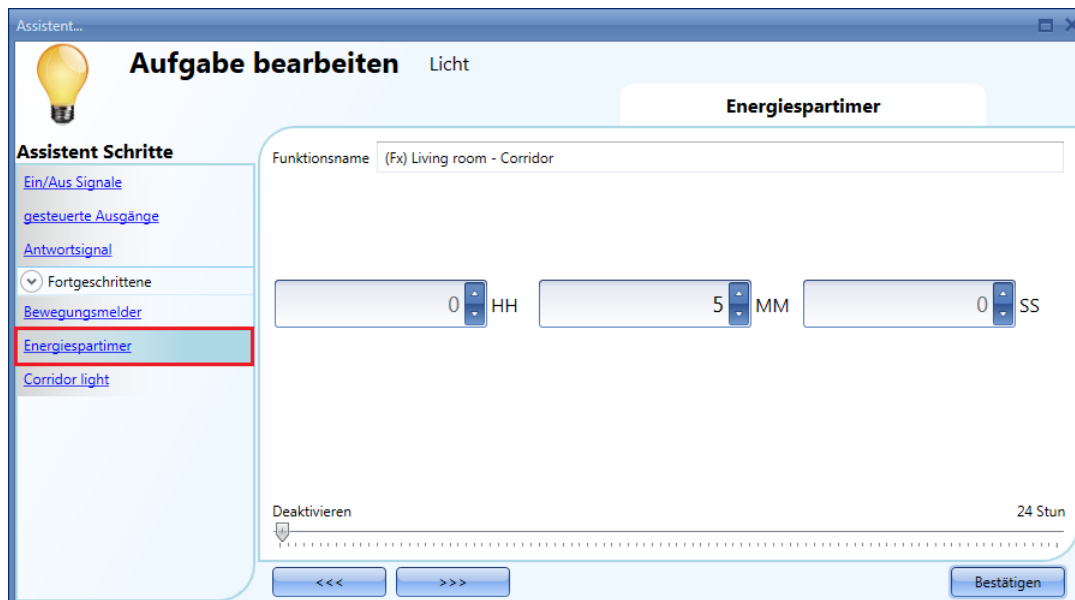 Assistent...
Aufgabe bearbeiten Licht
Energiespartimer
Assistent Schritte
Ein/Aus Signale
gesteuerte Ausgänge
Antwortsignal
Fortgeschrittene
Bewegungsmelder
Energiespartimer
Corridor light
Funktionsname (Fx) Living room - Corridor
0 HH 5 MM 0 SS
Deaktivieren 24 Stun
<<< >>> Bestätigen